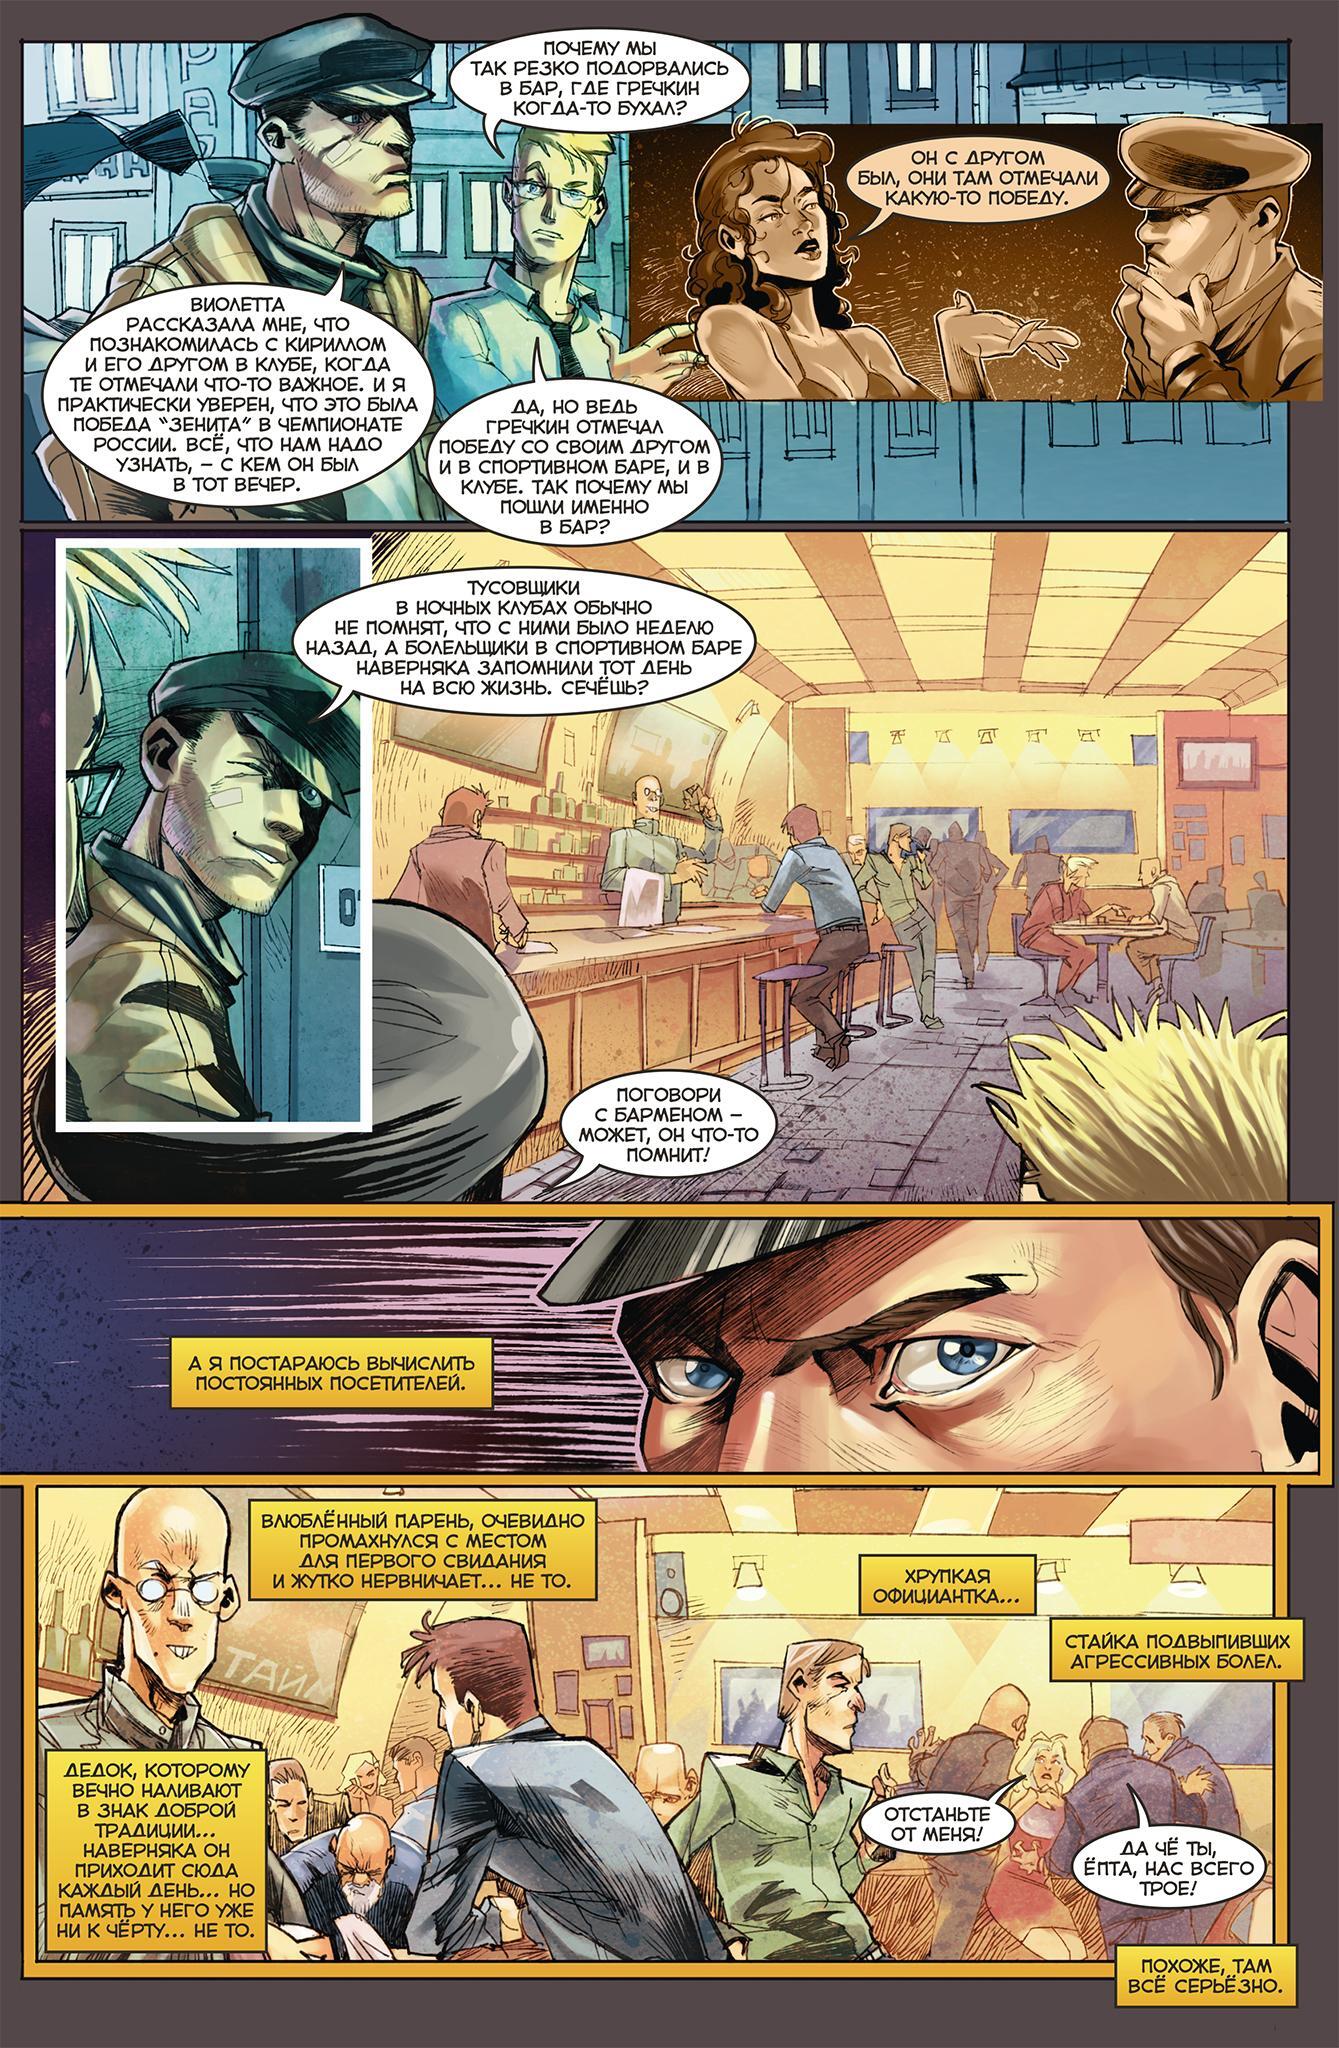 ПОЧЕМУ МЫ
ТАК РЕЗКО ПОДОРВАЛИСЬ
В БАР, ГДЕ ГРЕЧКИН
КОГДА-ТО БУХАЛ?
ОН С ДРУГОМ
БЫЛ, ОНИ ТАМ ОТМЕЧАЛИ
КАКУЮ-ТО ПОБЕДУ.
ВИОЛЕТТА
РАССКАЗАЛА МНЕ, ЧТО
ПОЗНАКОМИЛАСЬ С КИРИЛЛОМ
И ЕГО ДРУГОМ В КЛУБЕ, КОГДА
ТЕ ОТМЕЧАЛИ ЧТО-ТО ВАЖНОЕ. И Я
ПРАКТИЧЕСКИ УВЕРЕН, ЧТО ЭТО БЫЛА
ПОБЕДА "ЗЕНИТА" В ЧЕМПИОНАТЕ
РОССИИ. ВСЁ, ЧТО НАМ НАДО
УЗНАТЬ, – С КЕМ ОН БЫЛ
В ТОТ ВЕЧЕР.
ДА, НО ВЕДЬ
ГРЕЧКИН ОТМЕЧАЛ
ПОБЕДУ СО СВОИМ ДРУГОМ
И В СПОРТИВНОМ БАРЕ, И В
КЛУБЕ. ТАК ПОЧЕМУ МЫ
ПОШЛИ ИМЕННО
В БАР?
ТУСОВЩИКИ
В НОЧНЫХ КЛУБАХ ОБЫЧНО
НЕ ПОМНЯТ, ЧТО С НИМИ БЫЛО НЕДЕЛЮ
НАЗАД, А БОЛЕЛЬЩИКИ В СПОРТИВНОМ БАРЕ
НАВЕРНЯКА ЗАПОМНИЛИ ТОТ ДЕНЬ
НА ВСЮ ЖИЗНЬ. СЕЧЁШЬ?
ПОГОВОРИ
С БАРМЕНОМ –
МОЖЕТ, ОН ЧТО-ТО
ПОМНИТ!
А Я ПОСТАРАЮСЬ ВЫЧИСЛИТЬ
ПОСТОЯННЫХ ПОСЕТИТЕЛЕЙ.
ВЛЮБЛЁННЫЙ ПАРЕНЬ, ОЧЕВИДНО
ПРОМАХНУЛСЯ С МЕСТОМ
ДЛЯ ПЕРВОГО СВИДАНИЯ
И ЖУТКО НЕРВНИЧАЕТ... НЕ ТО.
ХРУПКАЯ
ОФИЦИАНТКА...
СТАЙКА ПОДВЫПИВШИХ
АГРЕССИВНЫХ БОЛЕЛ.
ТАЙМ
ДЕДОК, КОТОРОМУ
ВЕЧНО НАЛИВАЮТ
В ЗНАК ДОБРОЙ
ТРАДИЦИИ...
НАВЕРНЯКА ОН
ПРИХОДИТ СЮДА
КАЖДЫЙ ДЕНЬ... НО
ПАМЯТЬ У НЕГО УЖЕ
НИ К ЧЁРТУ... НЕ ТО.
ОТСТАНЬТЕ
ОТ МЕНЯ!
ДА ЧЁ ТЫ,
ЁПТА, НАС ВСЕГО
ТРОЕ!
ПОХОЖЕ, ТАМ
ВСЁ СЕРЬЁЗНО.